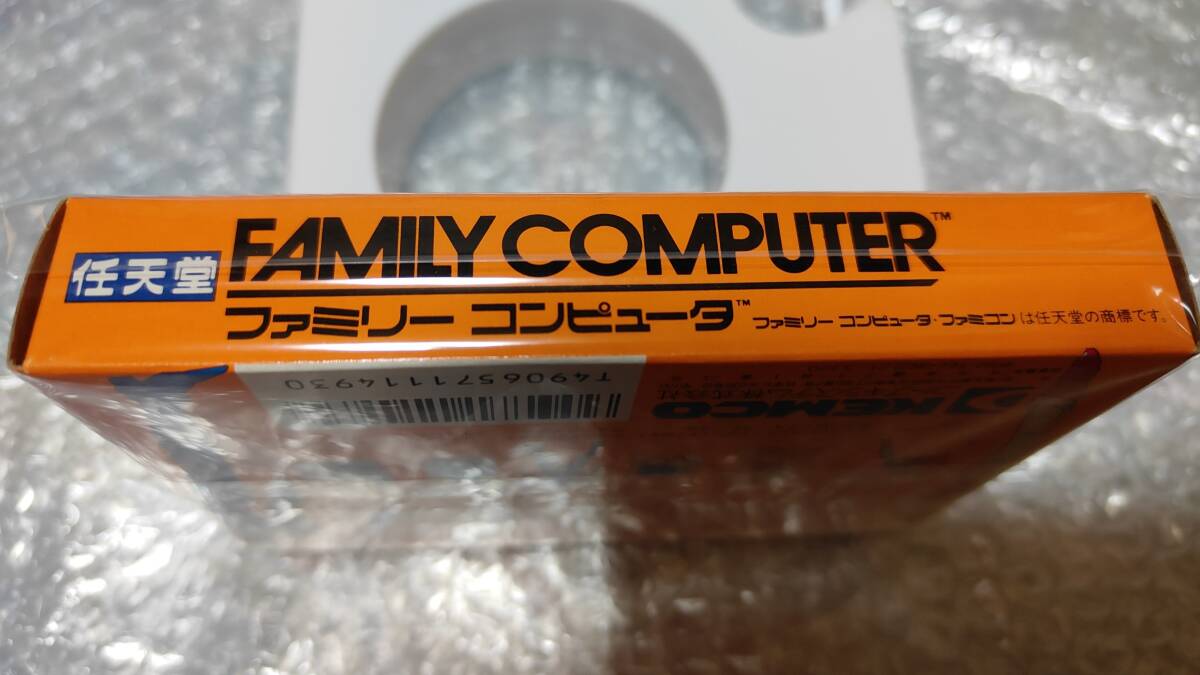 任天堂
FAMILY COMPUTER™
ファミリー コンピュータ™
ファミリー コンピュータ・ファミコンは任天堂の商標です。
T4906571114930
KEMCO